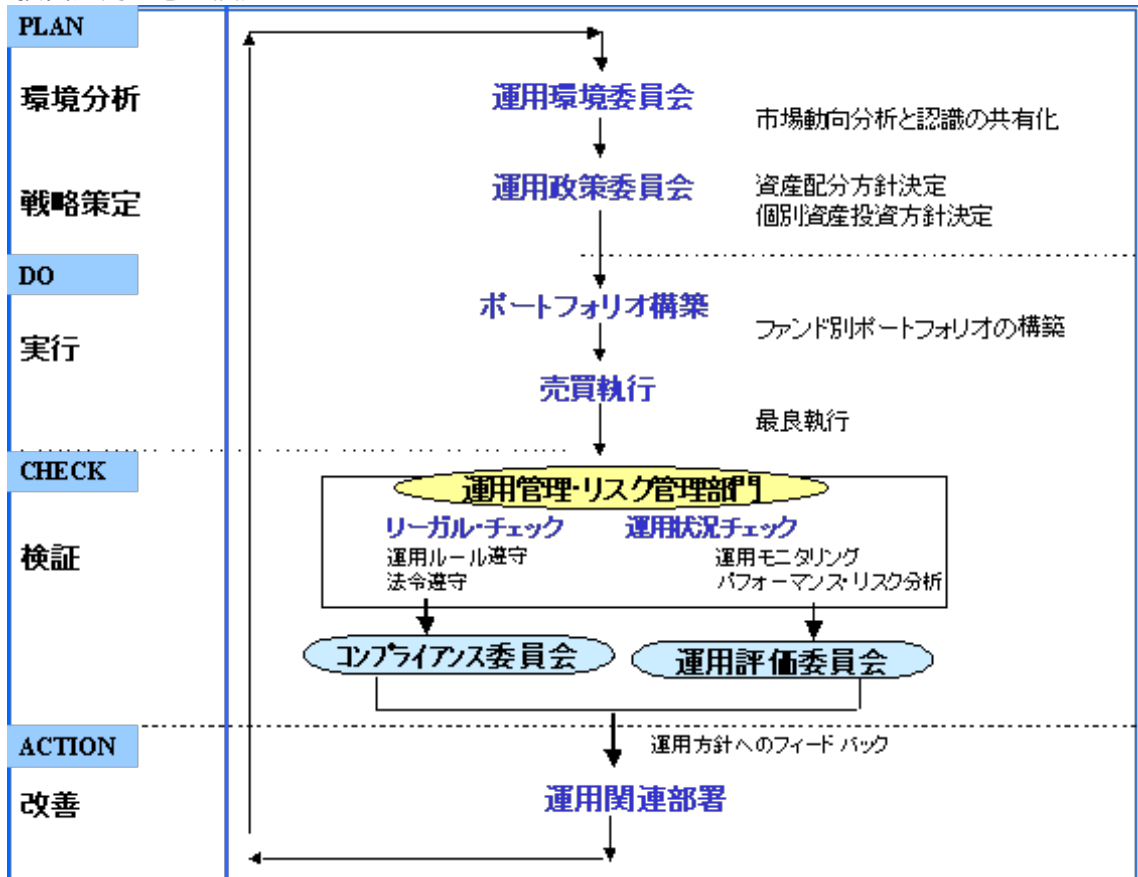 PLAN
環境分析
運用環境委員会
市場動向分析と認識の共有化
戦略策定
運用政策委員会
資産配分方針決定
個別資産投資方針決定
DO
実行
ポートフォリオ構築
ファンド別ポートフォリオの構築
売買執行
最良執行
CHECK
検証
運用管理・リスク管理部門
リーガル・チェック
運用状況チェック
運用ルール遵守
運用モニタリング
法令遵守
パフォーマンス・リスク分析
コンプライアンス委員会
運用評価委員会
ACTION
改善
運用方針へのフィードバック
運用関連部署